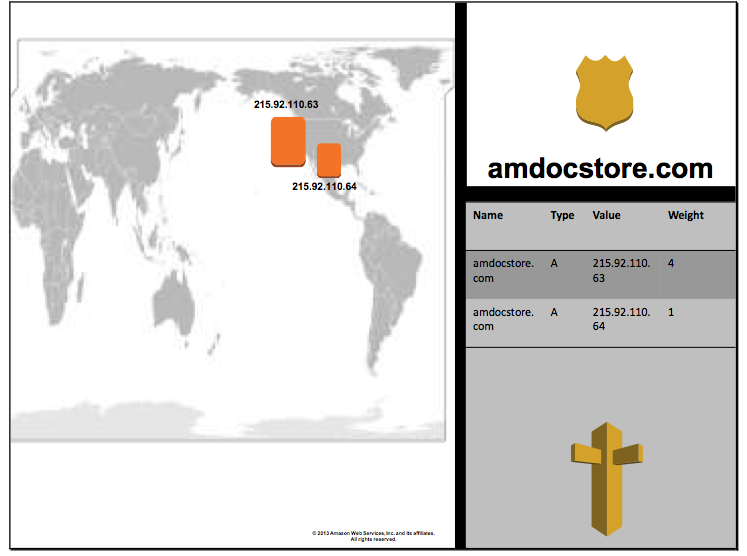 215.92.110.63
215.92.110.64
© 2013 Amazon Web Services, Inc. and its affiliates.
All rights reserved.
amdocstore.com
Name Type Value Weight
amdocstore. A 215.92.110. 4
com 63
amdocstore. A 215.92.110. 1
com 64